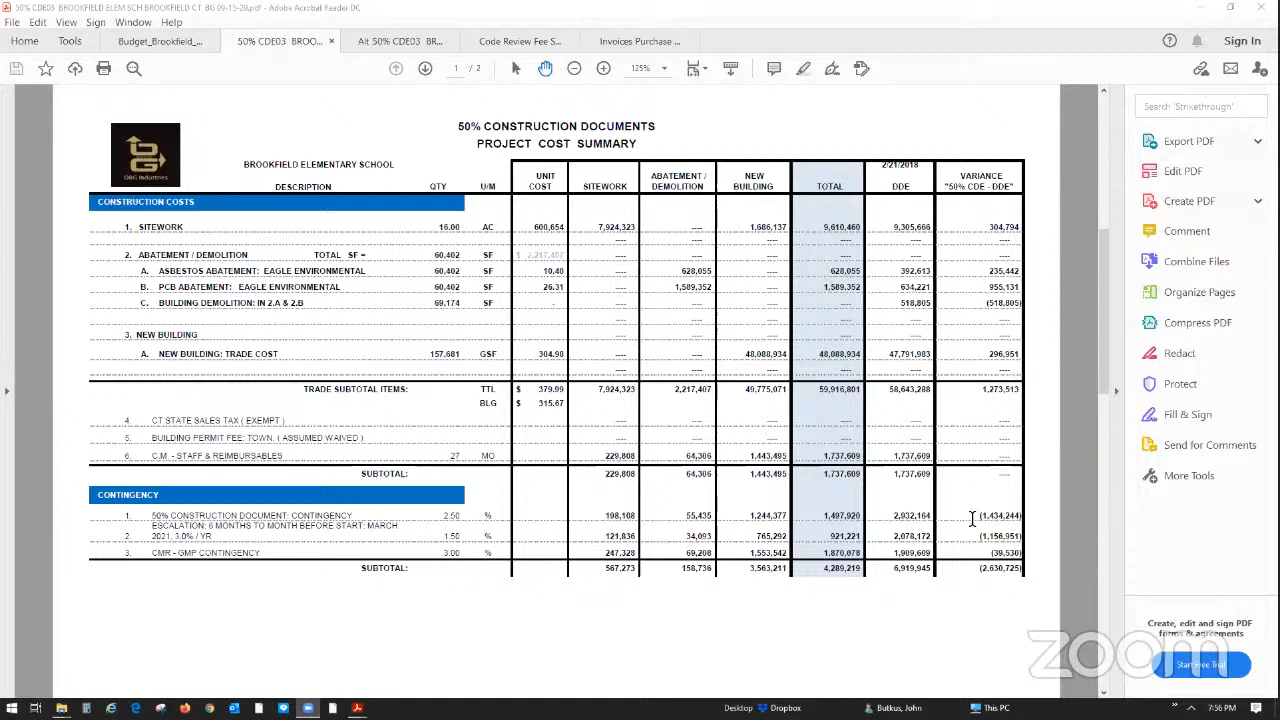 50% CDE03 BROOKFIELD ELEM SCH BROOKFIELD CT_BG 09-15-20.pdf - Adobe Acrobat Reader DC
File Edit View Sign Window Help
Home Tools Budget_Brookfield_... 50% CDE03 BROO... × Alt 50% CDE03 BR... Code Review Fee S... Invoices Purchase ... Sign In
1 / 2 125%
50% CONSTRUCTION DOCUMENTS
PROJECT COST SUMMARY
O&G Industries
BROOKFIELD ELEMENTARY SCHOOL
DESCRIPTION QTY U/M UNIT COST SITEWORK ABATEMENT / DEMOLITION NEW BUILDING TOTAL 2/21/2018 DDE VARIANCE "50% CDE - DDE"
CONSTRUCTION COSTS
1. SITEWORK 16.00 AC 600,654 7,924,323 ---- 1,686,137 9,610,460 9,305,666 304,794
---- ---- ---- ---- ---- ----
2. ABATEMENT / DEMOLITION TOTAL SF = 60,402 SF $ 2,217,407 ---- ---- ---- ---- ---- ----
A. ASBESTOS ABATEMENT: EAGLE ENVIRONMENTAL 60,402 SF 10.40 ---- 628,055 ---- 628,055 392,613 235,442
B. PCB ABATEMENT: EAGLE ENVIRONMENTAL 60,402 SF 26.31 ---- 1,589,352 ---- 1,589,352 634,221 955,131
C. BUILDING DEMOLITION: IN 2.A & 2.B 69,174 SF - ---- ---- ---- ---- 518,805 (518,805)
---- ---- ---- ---- ---- ----
3. NEW BUILDING ---- ---- ---- ---- ---- ----
A. NEW BUILDING: TRADE COST 157,681 GSF 304.98 ---- ---- 48,088,934 48,088,934 47,791,983 296,951
---- ---- ---- ---- ---- ----
TRADE SUBTOTAL ITEMS: TTL $ 379.99 7,924,323 2,217,407 49,775,071 59,916,801 58,643,288 1,273,513
BLG $ 315.67
4. CT STATE SALES TAX ( EXEMPT ) ---- ---- ---- ---- ---- ----
5. BUILDING PERMIT FEE: TOWN, ( ASSUMED WAIVED ) ---- ---- ---- ---- ---- ----
6. C.M. - STAFF & REIMBURSABLES 27 MO 229,808 64,306 1,443,495 1,737,609 1,737,609 ----
SUBTOTAL: 229,808 64,306 1,443,495 1,737,609 1,737,609 ----
CONTINGENCY
1. 50% CONSTRUCTION DOCUMENT: CONTINGENCY 2.50 % 198,108 55,435 1,244,377 1,497,920 2,932,164 (1,434,244)
ESCALATION: 6 MONTHS TO MONTH BEFORE START: MARCH
2. 2021, 3.0% / YR 1.50 % 121,836 34,093 765,292 921,221 2,078,172 (1,156,951)
3. CMR - GMP CONTINGENCY 3.00 % 247,328 69,208 1,553,542 1,870,078 1,909,609 (39,530)
SUBTOTAL: 567,273 158,736 3,563,211 4,289,219 6,919,945 (2,630,725)
Search 'Strikethrough'
Export PDF
Edit PDF
Create PDF
Comment
Combine Files
Organize Pages
Compress PDF
Redact
Protect
Fill & Sign
Send for Comments
More Tools
Create, edit and sign PDF
forms & agreements
Start Free Trial
zoom
Desktop Dropbox Butkus, John This PC 7:56 PM